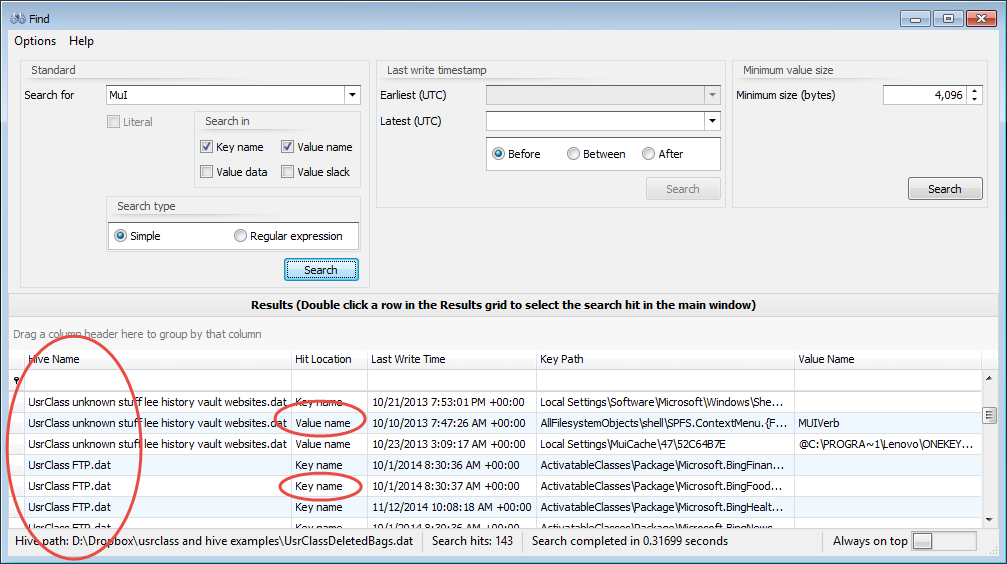 Find
Options Help
Standard
Search for MuI
Literal
Search in
Key name Value name
Value data Value slack
Search type
Simple Regular expression
Search
Last write timestamp
Earliest (UTC)
Latest (UTC)
Before Between After
Search
Minimum value size
Minimum size (bytes) 4,096
Search
Results (Double click a row in the Results grid to select the search hit in the main window)
Drag a column header here to group by that column
Hive Name Hit Location Last Write Time Key Path Value Name
UsrClass unknown stuff lee history vault websites.dat Key name 10/21/2013 7:53:01 PM +00:00 Local Settings\Software\Microsoft\Windows\She...
UsrClass unknown stuff lee history vault websites.dat Value name 10/10/2013 7:47:26 AM +00:00 AllFilesystemObjects\shell\SPFS.ContextMenu.{F... MUIVerb
UsrClass unknown stuff lee history vault websites.dat Value name 10/23/2013 3:09:17 AM +00:00 Local Settings\MuiCache\47\52C64B7E @C:\PROGRA~1\Lenovo\ONEKEY...
UsrClass FTP.dat Key name 10/1/2014 8:30:36 AM +00:00 ActivatableClasses\Package\Microsoft.BingFinan...
UsrClass FTP.dat Key name 10/1/2014 8:30:37 AM +00:00 ActivatableClasses\Package\Microsoft.BingFood...
UsrClass FTP.dat Key name 11/12/2014 10:08:18 AM +00:00 ActivatableClasses\Package\Microsoft.BingHealt...
UsrClass FTP.dat Key name 10/1/2014 8:30:36 AM +00:00 ActivatableClasses\Package\Microsoft.BingNews
Hive path: D:\Dropbox\usrclass and hive examples\UsrClassDeletedBags.dat Search hits: 143 Search completed in 0.31699 seconds Always on top